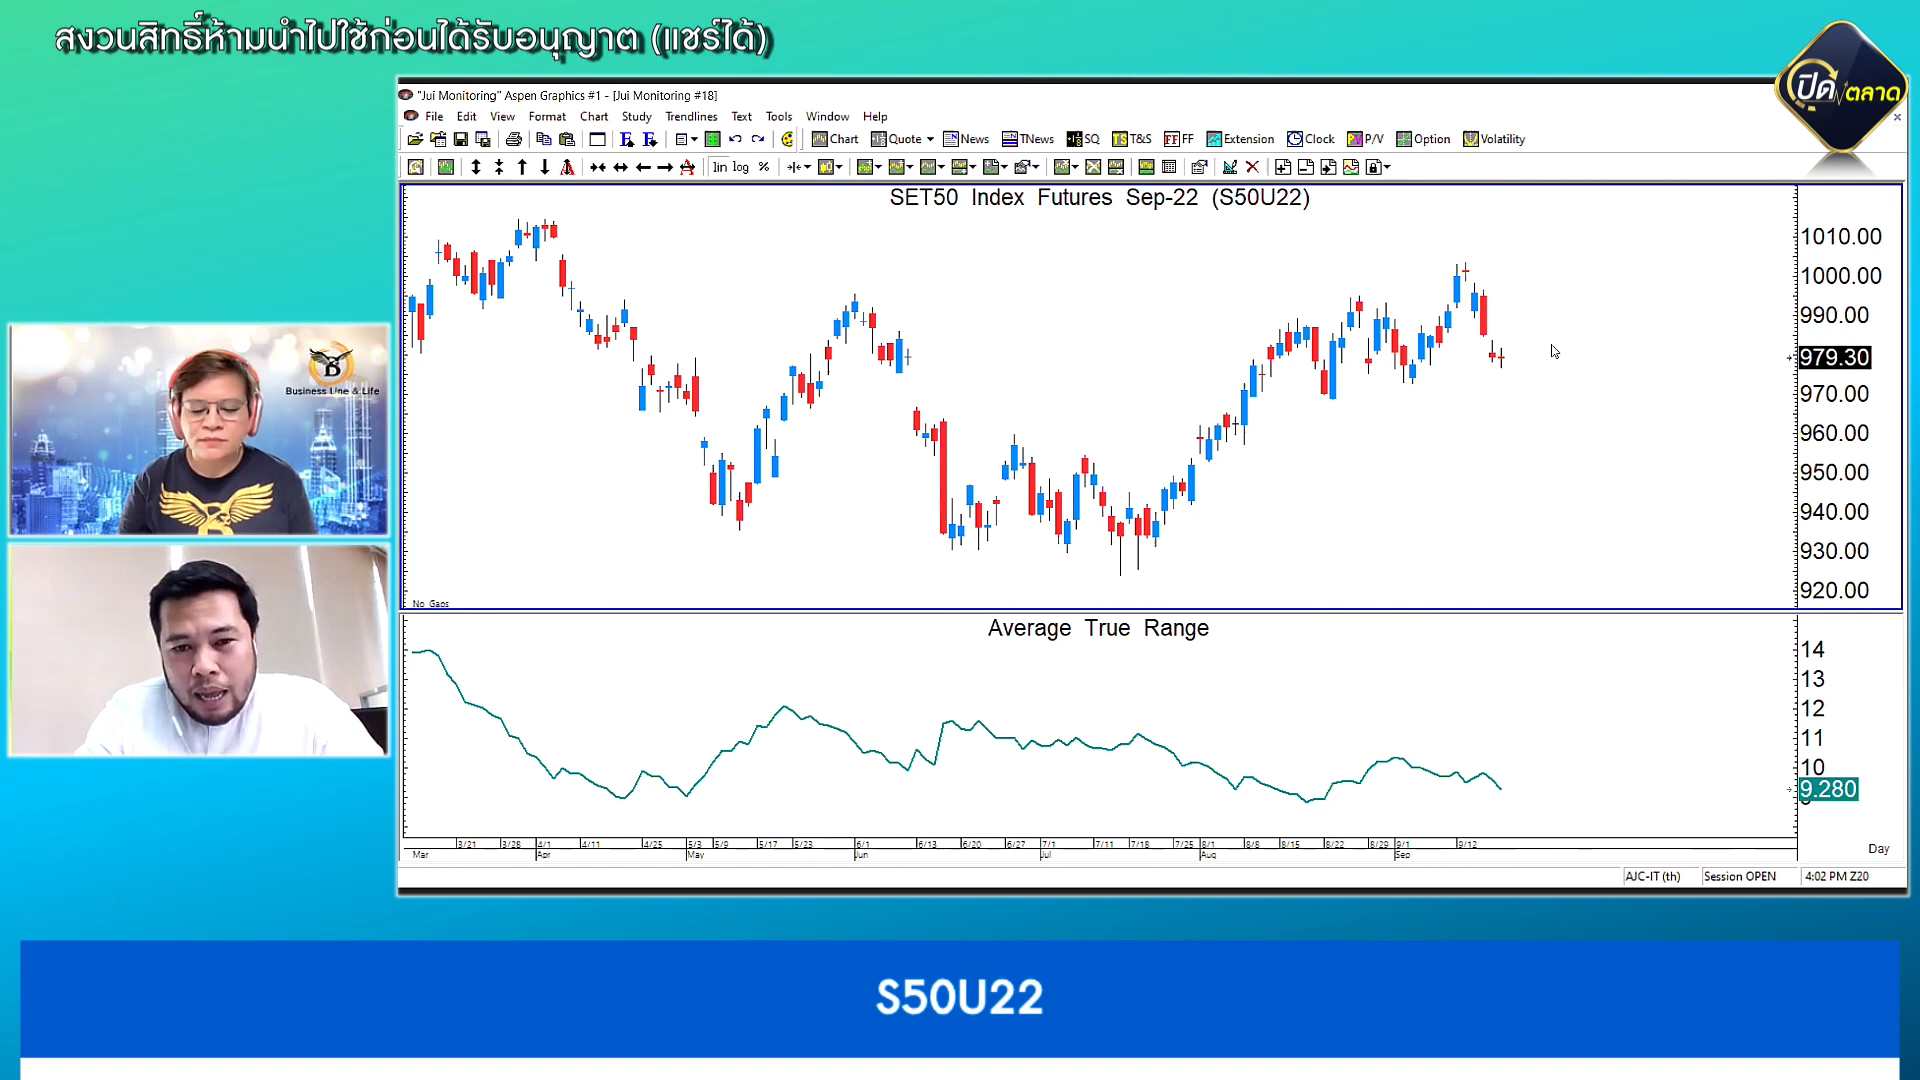 สงวนสิทธิ์ห้ามนำไปใช้ก่อนได้รับอนุญาต (แชร์ได้)
ปิดตลาด
"Jui Monitoring" Aspen Graphics #1 - [Jui Monitoring #18]
File Edit View Format Chart Study Trendlines Text Tools Window Help
Chart Quote News TNews SQ T&S FF Extension Clock P/V Option Volatility
lin log %
SET50 Index Futures Sep-22 (S50U22)
1010.00
1000.00
990.00
979.30
970.00
960.00
950.00
940.00
930.00
920.00
No Gaps
Business Line & Life
Average True Range
14
13
12
11
10
9.280
3/21 3/28 4/1 4/11 4/25 5/3 5/9 5/17 5/23 6/1 6/13 6/20 6/27 7/1 7/11 7/18 7/25 8/1 8/8 8/15 8/22 8/29 9/1 9/12
Mar Apr May Jun Jul Aug Sep Day
AJC-IT (th) Session OPEN 4:02 PM Z20
S50U22